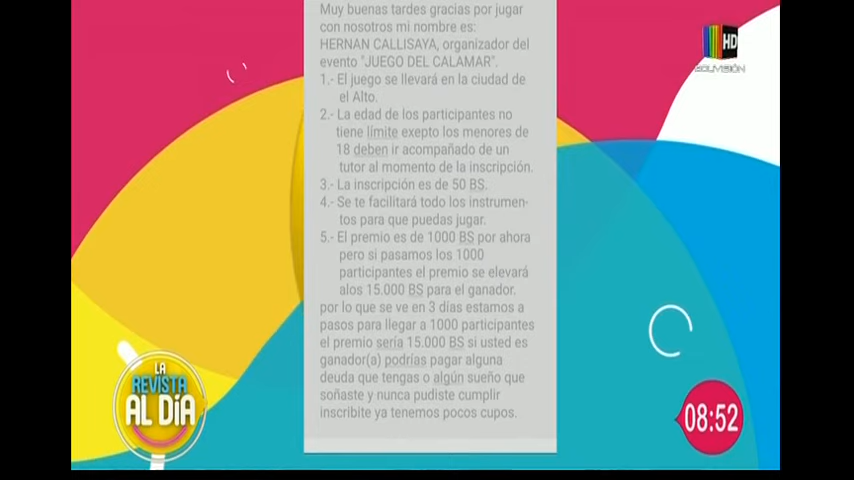 Muy buenas tardes gracias por jugar
con nosotros mi nombre es:
HERNAN CALLISAYA, organizador del
evento "JUEGO DEL CALAMAR".
1.- El juego se llevará en la ciudad de
el Alto.
2.- La edad de los participantes no
tiene límite exepto los menores de
18 deben ir acompañado de un
tutor al momento de la inscripción.
3.- La inscripción es de 50 BS.
4.- Se te facilitará todo los instrumen-
tos para que puedas jugar.
5.- El premio es de 1000 BS por ahora
pero si pasamos los 1000
participantes el premio se elevará
alos 15.000 BS para el ganador.
por lo que se ve en 3 días estamos a
pasos para llegar a 1000 participantes
el premio sería 15.000 BS si usted es
ganador(a) podrías pagar alguna
deuda que tengas o algún sueño que
soñaste y nunca pudiste cumplir
inscribite ya tenemos pocos cupos.
HD
BOLIVISIÓN
LA
REVISTA
AL DÍA
08:52